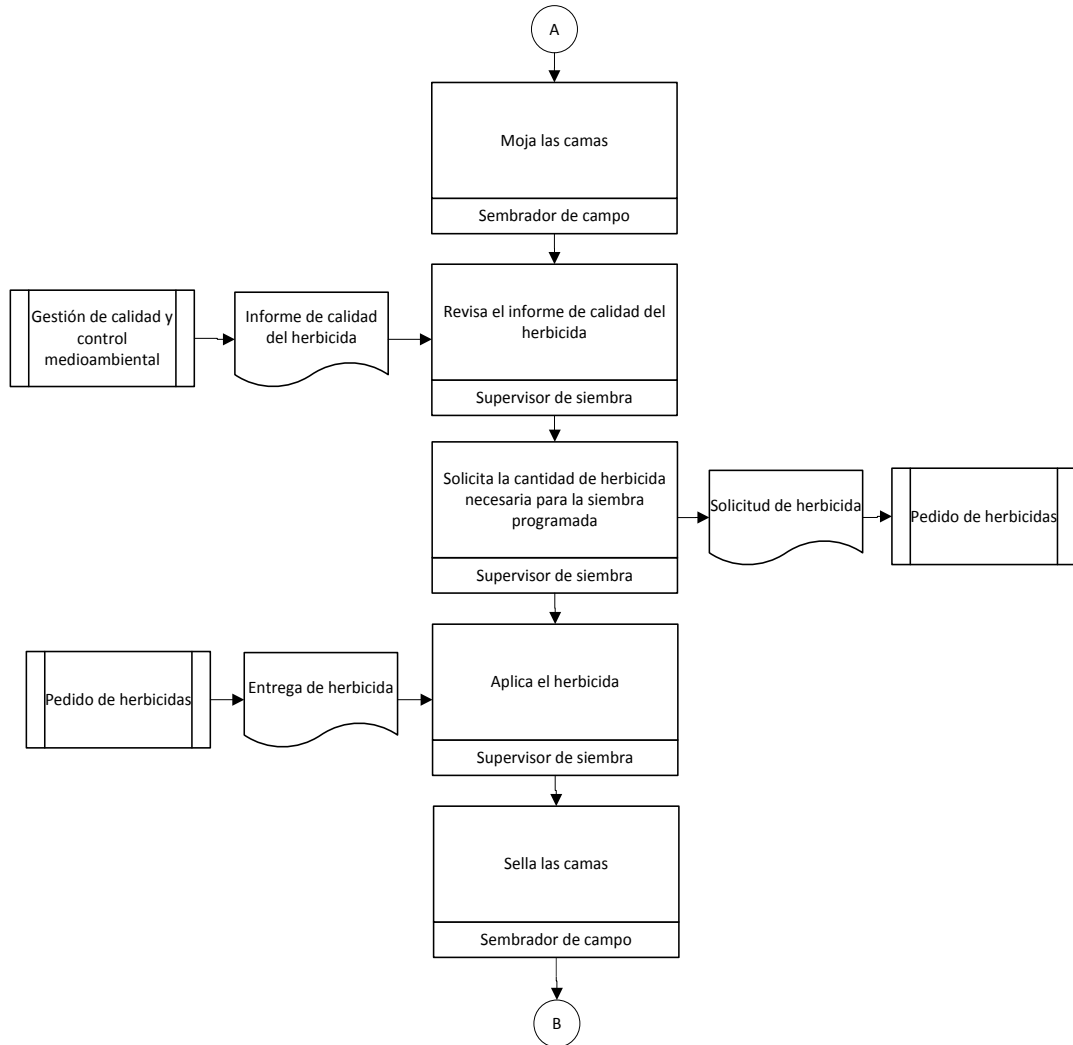 A
Moja las camas
Sembrador de campo
Gestión de calidad y
control
medioambiental
Informe de calidad
del herbicida
Revisa el informe de calidad del
herbicida
Supervisor de siembra
Solicita la cantidad de herbicida
necesaria para la siembra
programada
Supervisor de siembra
Solicitud de herbicida
Pedido de herbicidas
Pedido de herbicidas
Entrega de herbicida
Aplica el herbicida
Supervisor de siembra
Sella las camas
Sembrador de campo
B